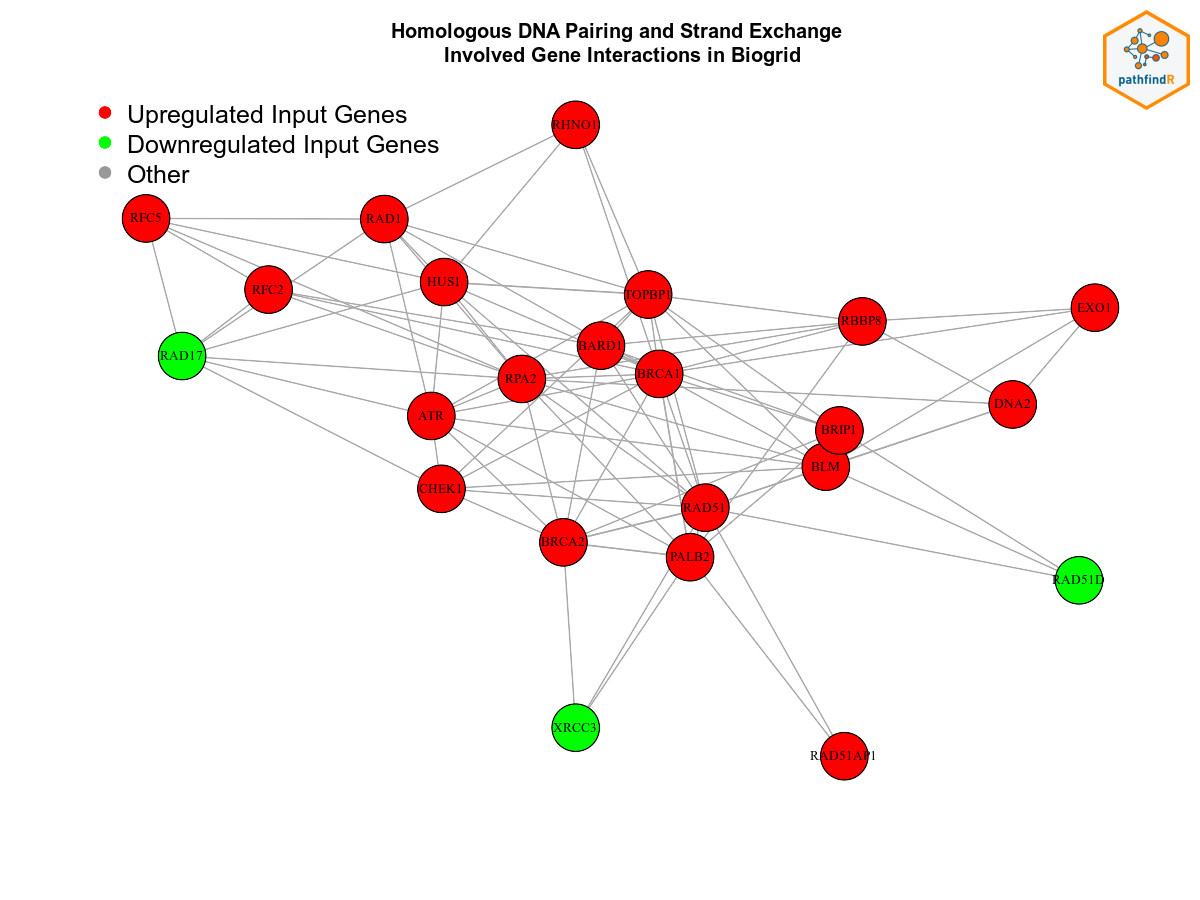 Homologous DNA Pairing and Strand Exchange
Involved Gene Interactions in Biogrid
pathfindR
Upregulated Input Genes
Downregulated Input Genes
Other
RHNO1
RFC5
RAD1
HUS1
RFC2
TOPBP1
EXO1
RBBP8
BARD1
RAD17
BRCA1
RPA2
DNA2
ATR
BRIP1
BLM
CHEK1
RAD51
BRCA2
PALB2
RAD51D
XRCC3
RAD51AP1